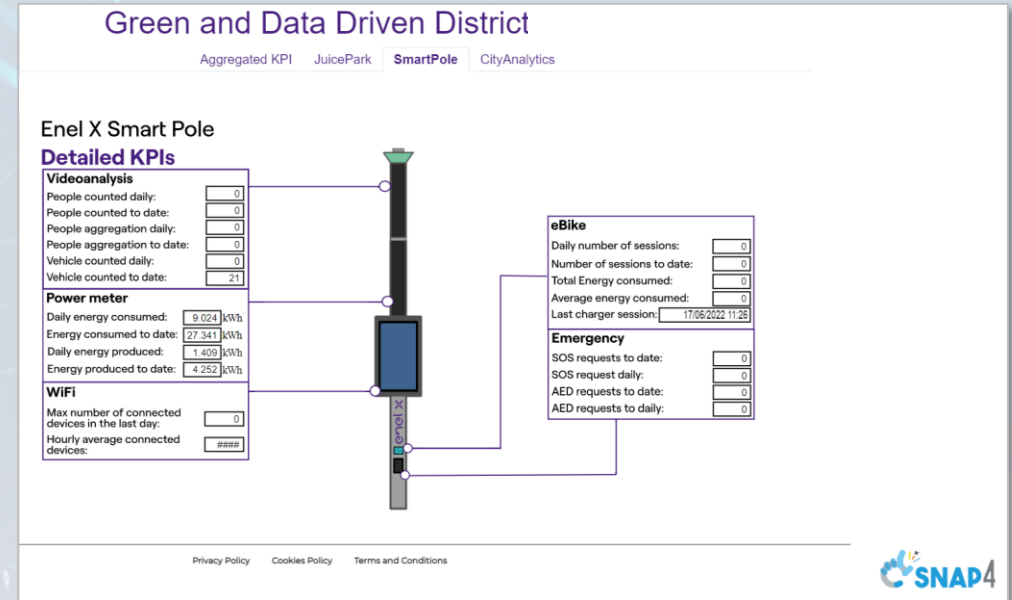 Green and Data Driven District
Aggregated KPI JuicePark SmartPole CityAnalytics
Enel X Smart Pole
Detailed KPIs
Videoanalysis
People counted daily: 0
People counted to date: 0
People aggregation daily: 0
People aggregation to date: 0
Vehicle counted daily: 0
Vehicle counted to date: 21
Power meter
Daily energy consumed: 9.024 kWh
Energy consumed to date: 27.341 kWh
Daily energy produced: 1.409 kWh
Energy produced to date: 4.252 kWh
WiFi
Max number of connected
devices in the last day: 0
Hourly average connected
devices: ####
enel x
eBike
Daily number of sessions: 0
Number of sessions to date: 0
Total Energy consumed: 0
Average energy consumed: 0
Last charger session: 17/06/2022 11:26
Emergency
SOS requests to date: 0
SOS request daily: 0
AED requests to date: 0
AED requests to daily: 0
Privacy Policy Cookies Policy Terms and Conditions
SNAP4